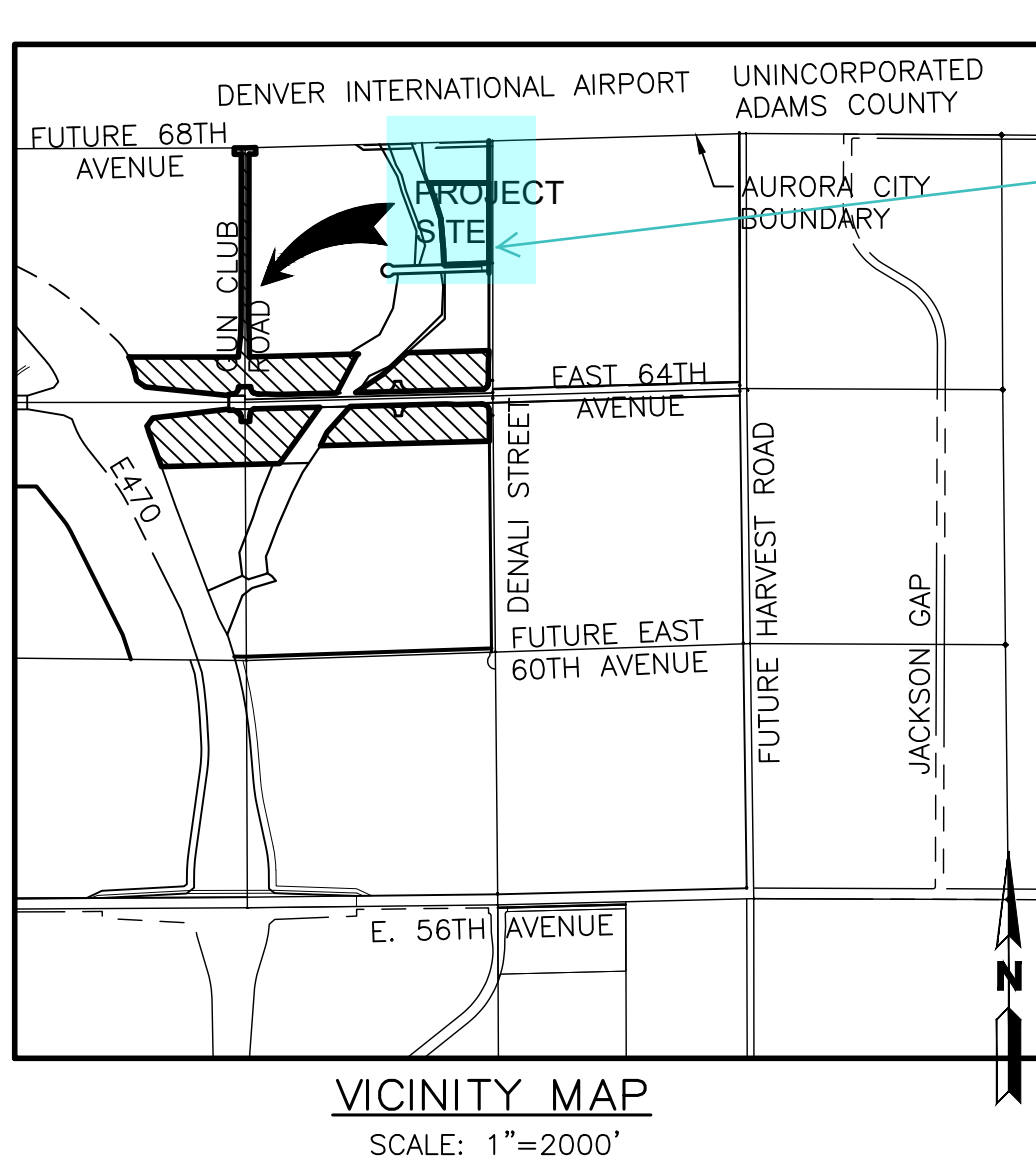 DENVER INTERNATIONAL AIRPORT
UNINCORPORATED
ADAMS COUNTY
FUTURE 68TH
AVENUE
PROJECT
SITE
AURORA CITY
BOUNDARY
GUN CLUB
ROAD
EAST 64TH
AVENUE
E470
DENALI STREET
FUTURE HARVEST ROAD
JACKSON GAP
FUTURE EAST
60TH AVENUE
E. 56TH AVENUE
N
VICINITY MAP
SCALE: 1"=2000'